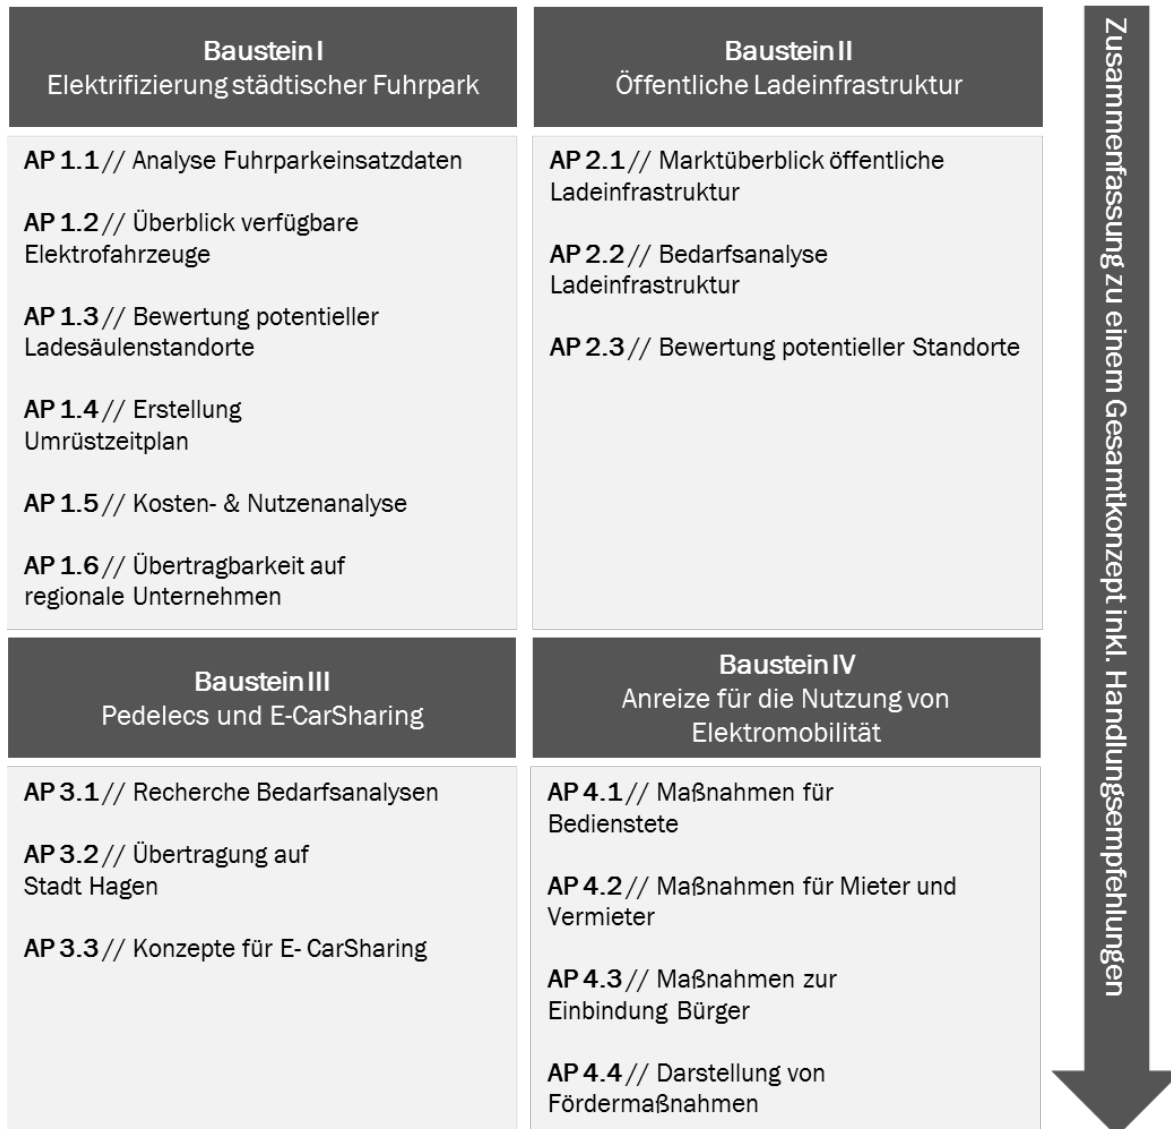 Baustein I
Elektrifizierung städtischer Fuhrpark
AP 1.1 // Analyse Fuhrparkeinsatzdaten
AP 1.2 // Überblick verfügbare
Elektrofahrzeuge
AP 1.3 // Bewertung potentieller
Ladesäulenstandorte
AP 1.4 // Erstellung
Umrüstzeitplan
AP 1.5 // Kosten- & Nutzenanalyse
AP 1.6 // Übertragbarkeit auf
regionale Unternehmen
Baustein II
Öffentliche Ladeinfrastruktur
AP 2.1 // Marktüberblick öffentliche
Ladeinfrastruktur
AP 2.2 // Bedarfsanalyse
Ladeinfrastruktur
AP 2.3 // Bewertung potentieller Standorte
Baustein III
Pedelecs und E-CarSharing
AP 3.1 // Recherche Bedarfsanalysen
AP 3.2 // Übertragung auf
Stadt Hagen
AP 3.3 // Konzepte für E- CarSharing
Baustein IV
Anreize für die Nutzung von
Elektromobilität
AP 4.1 // Maßnahmen für
Bedienstete
AP 4.2 // Maßnahmen für Mieter und
Vermieter
AP 4.3 // Maßnahmen zur
Einbindung Bürger
AP 4.4 // Darstellung von
Fördermaßnahmen
Zusammenfassung zu einem Gesamtkonzept inkl. Handlungsempfehlungen